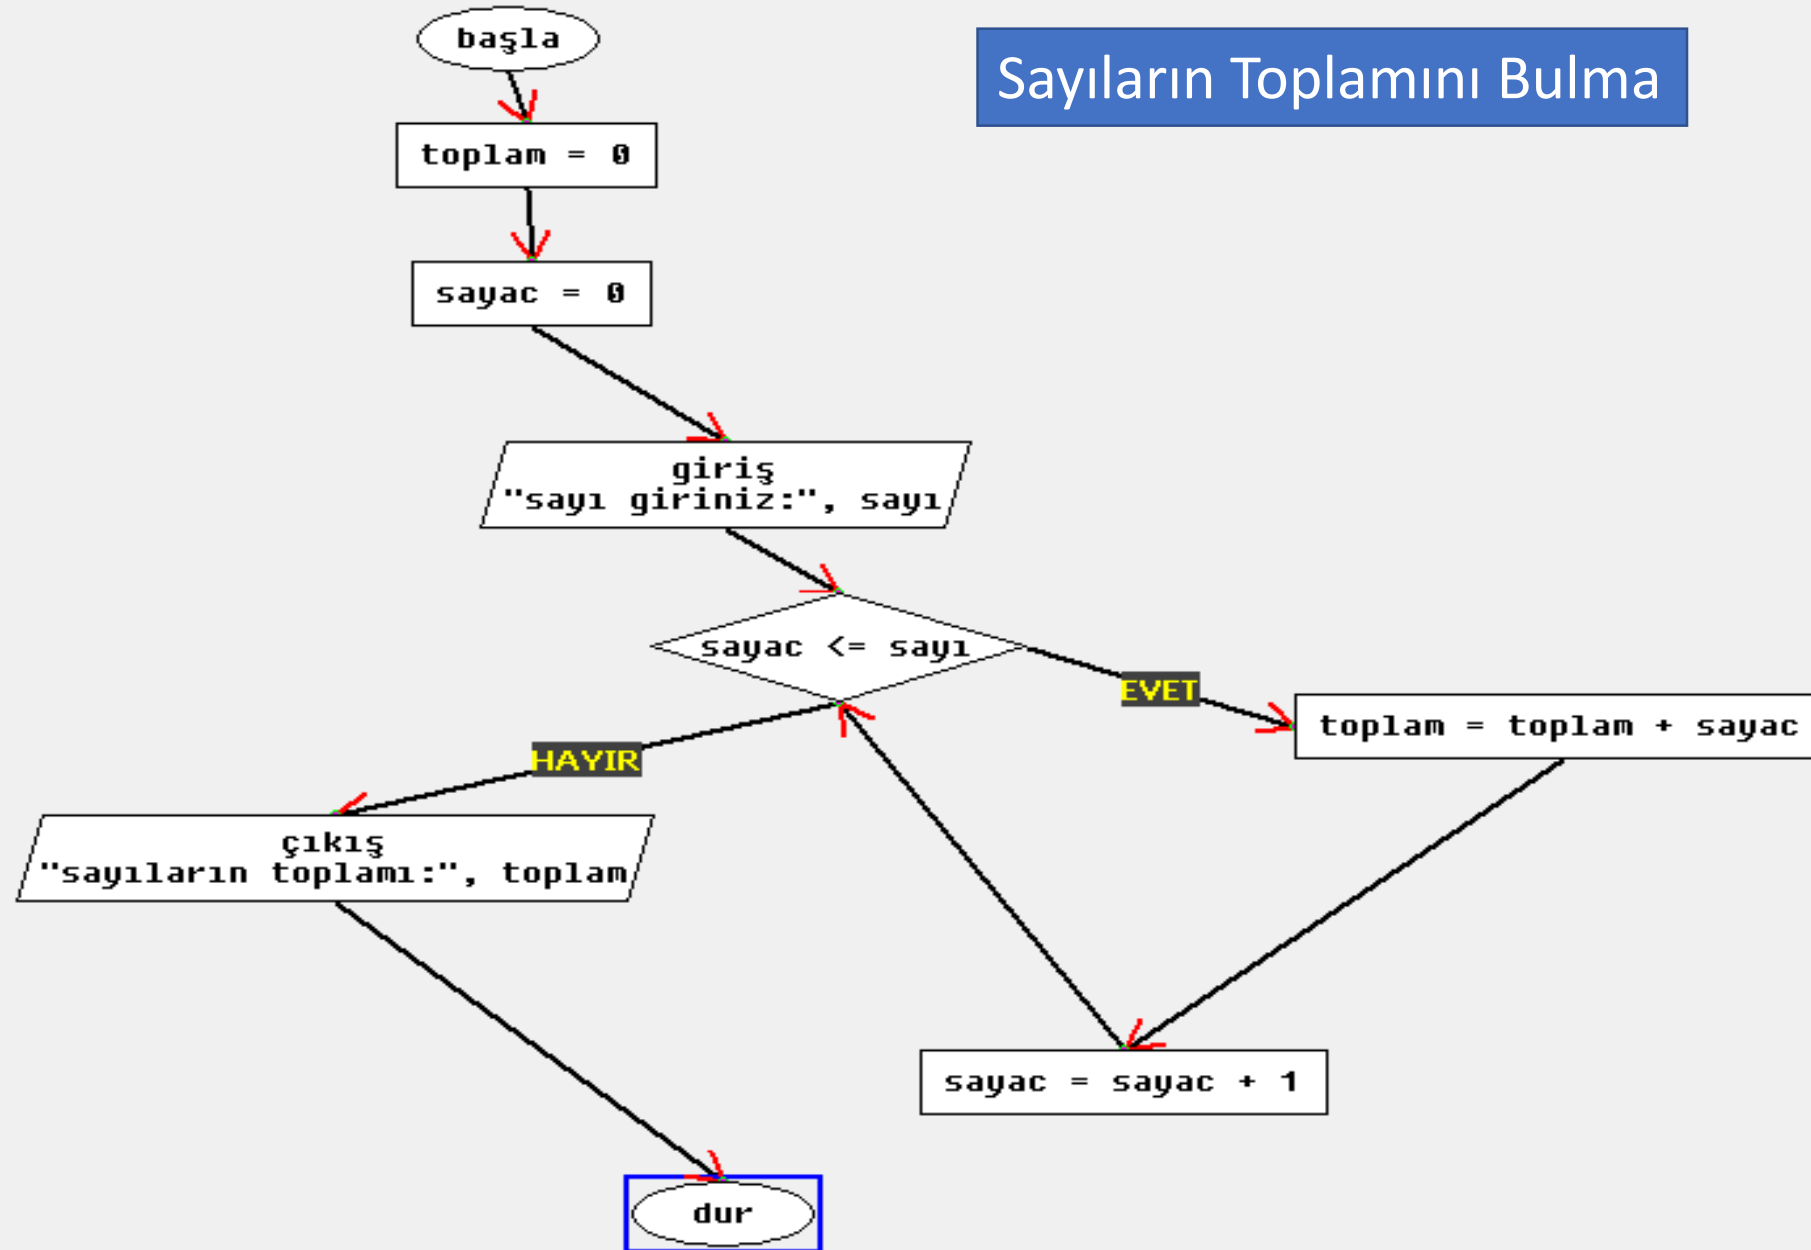 Sayıların Toplamını Bulma
başla
toplam = 0
sayac = 0
giriş
"sayı giriniz:", sayı
sayac <= sayı
EVET
toplam = toplam + sayac
HAYIR
çıkış
"sayıların toplamı:", toplam
sayac = sayac + 1
dur